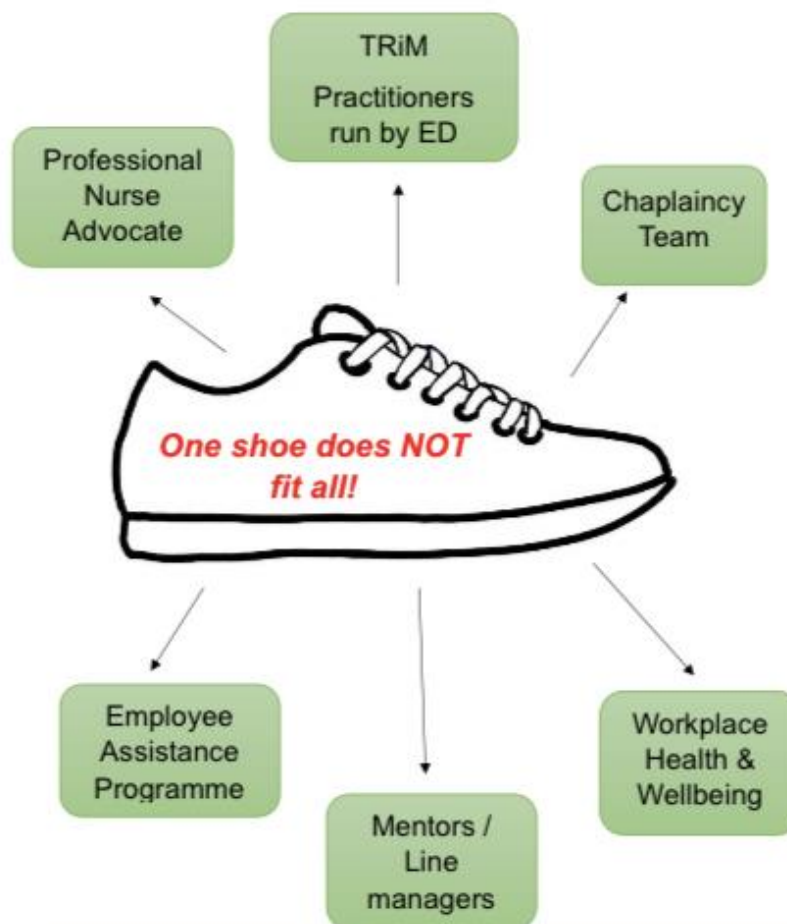 TRiM
Practitioners
run by ED
Professional
Nurse
Advocate
Chaplaincy
Team
One shoe does NOT
fit all!
Employee
Assistance
Programme
Mentors /
Line
managers
Workplace
Health &
Wellbeing